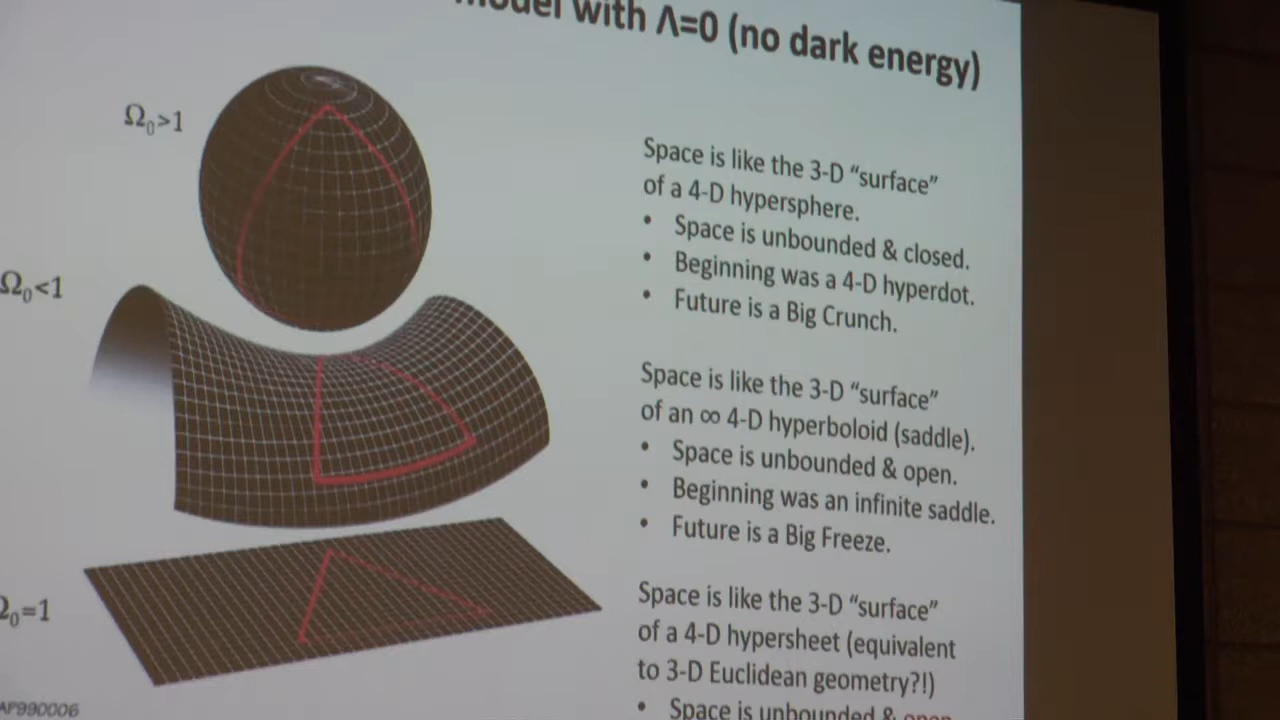 model with Λ=0 (no dark energy)
Ω₀>1
Space is like the 3-D “surface”
of a 4-D hypersphere.
• Space is unbounded & closed.
• Beginning was a 4-D hyperdot.
• Future is a Big Crunch.
Ω₀<1
Space is like the 3-D “surface”
of an ∞ 4-D hyperboloid (saddle).
• Space is unbounded & open.
• Beginning was an infinite saddle.
• Future is a Big Freeze.
Ω₀=1
Space is like the 3-D “surface”
of a 4-D hypersheet (equivalent
to 3-D Euclidean geometry?!)
• Space is unbounded & open
AP990006